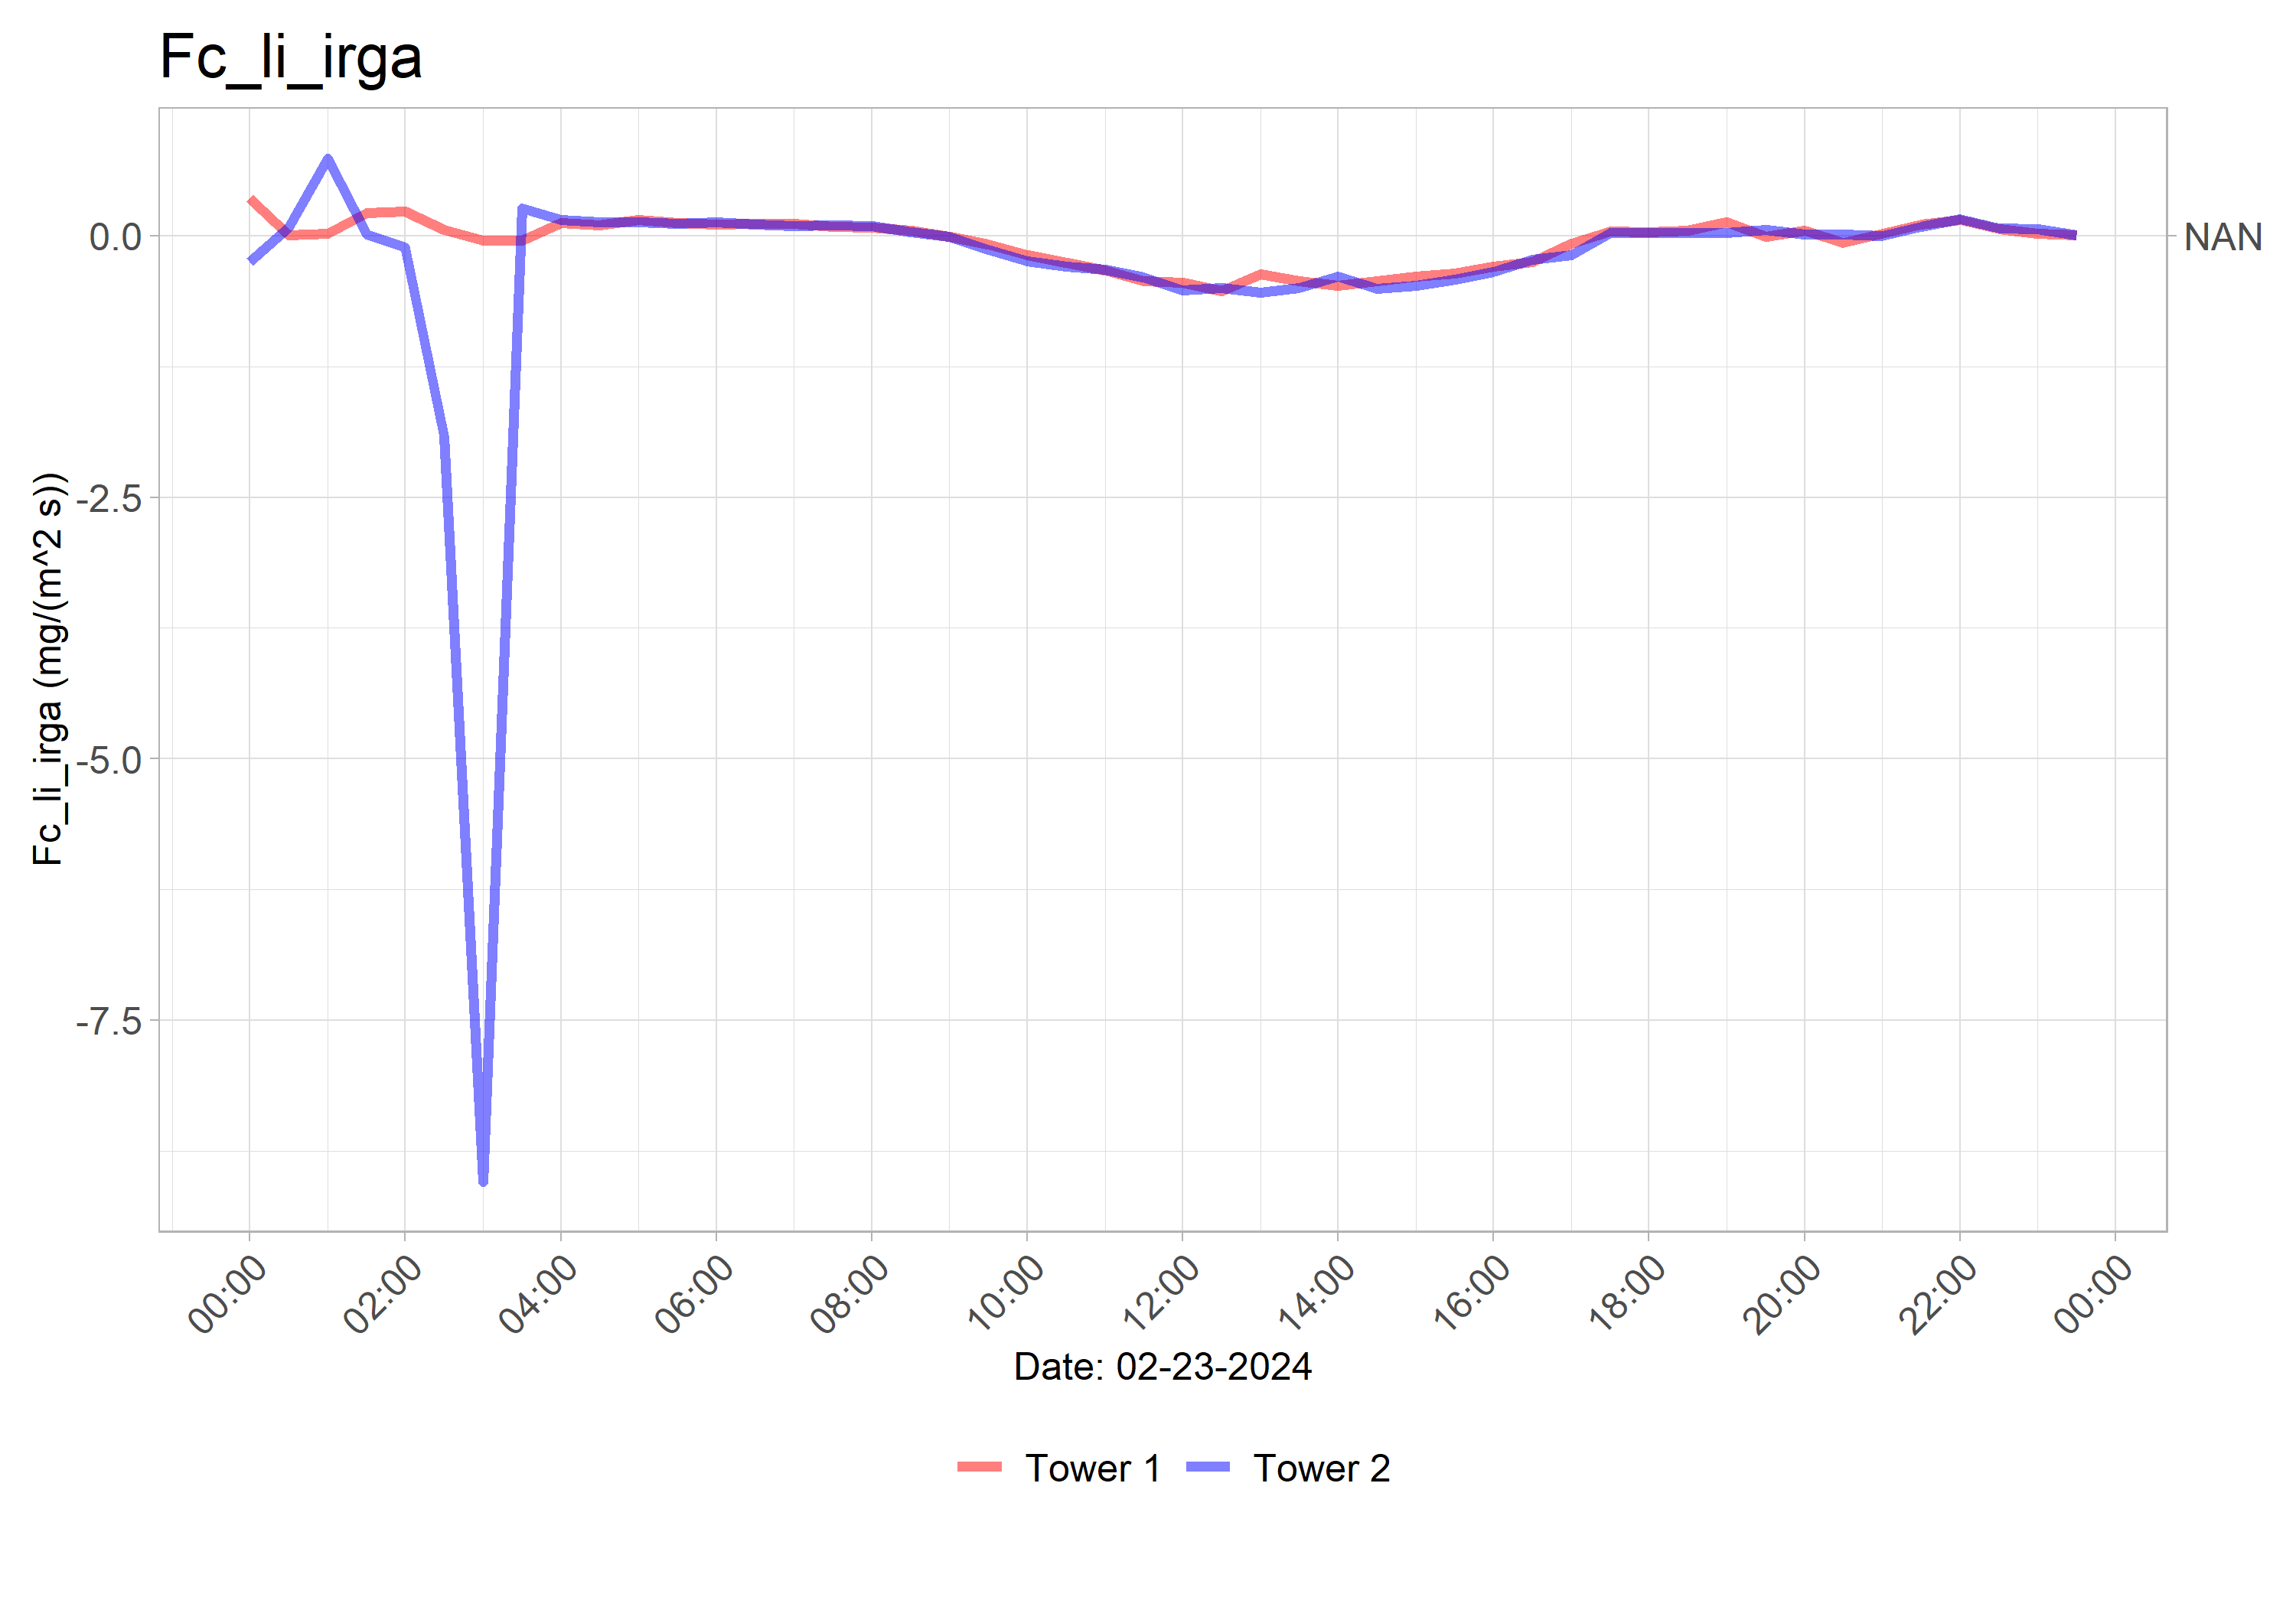 Fc_li_irga
Fc_li_irga (mg/(m^2 s))
0.0
-2.5
-5.0
-7.5
NAN
00:00 02:00 04:00 06:00 08:00 10:00 12:00 14:00 16:00 18:00 20:00 22:00 00:00
Date: 02-23-2024
Tower 1 Tower 2